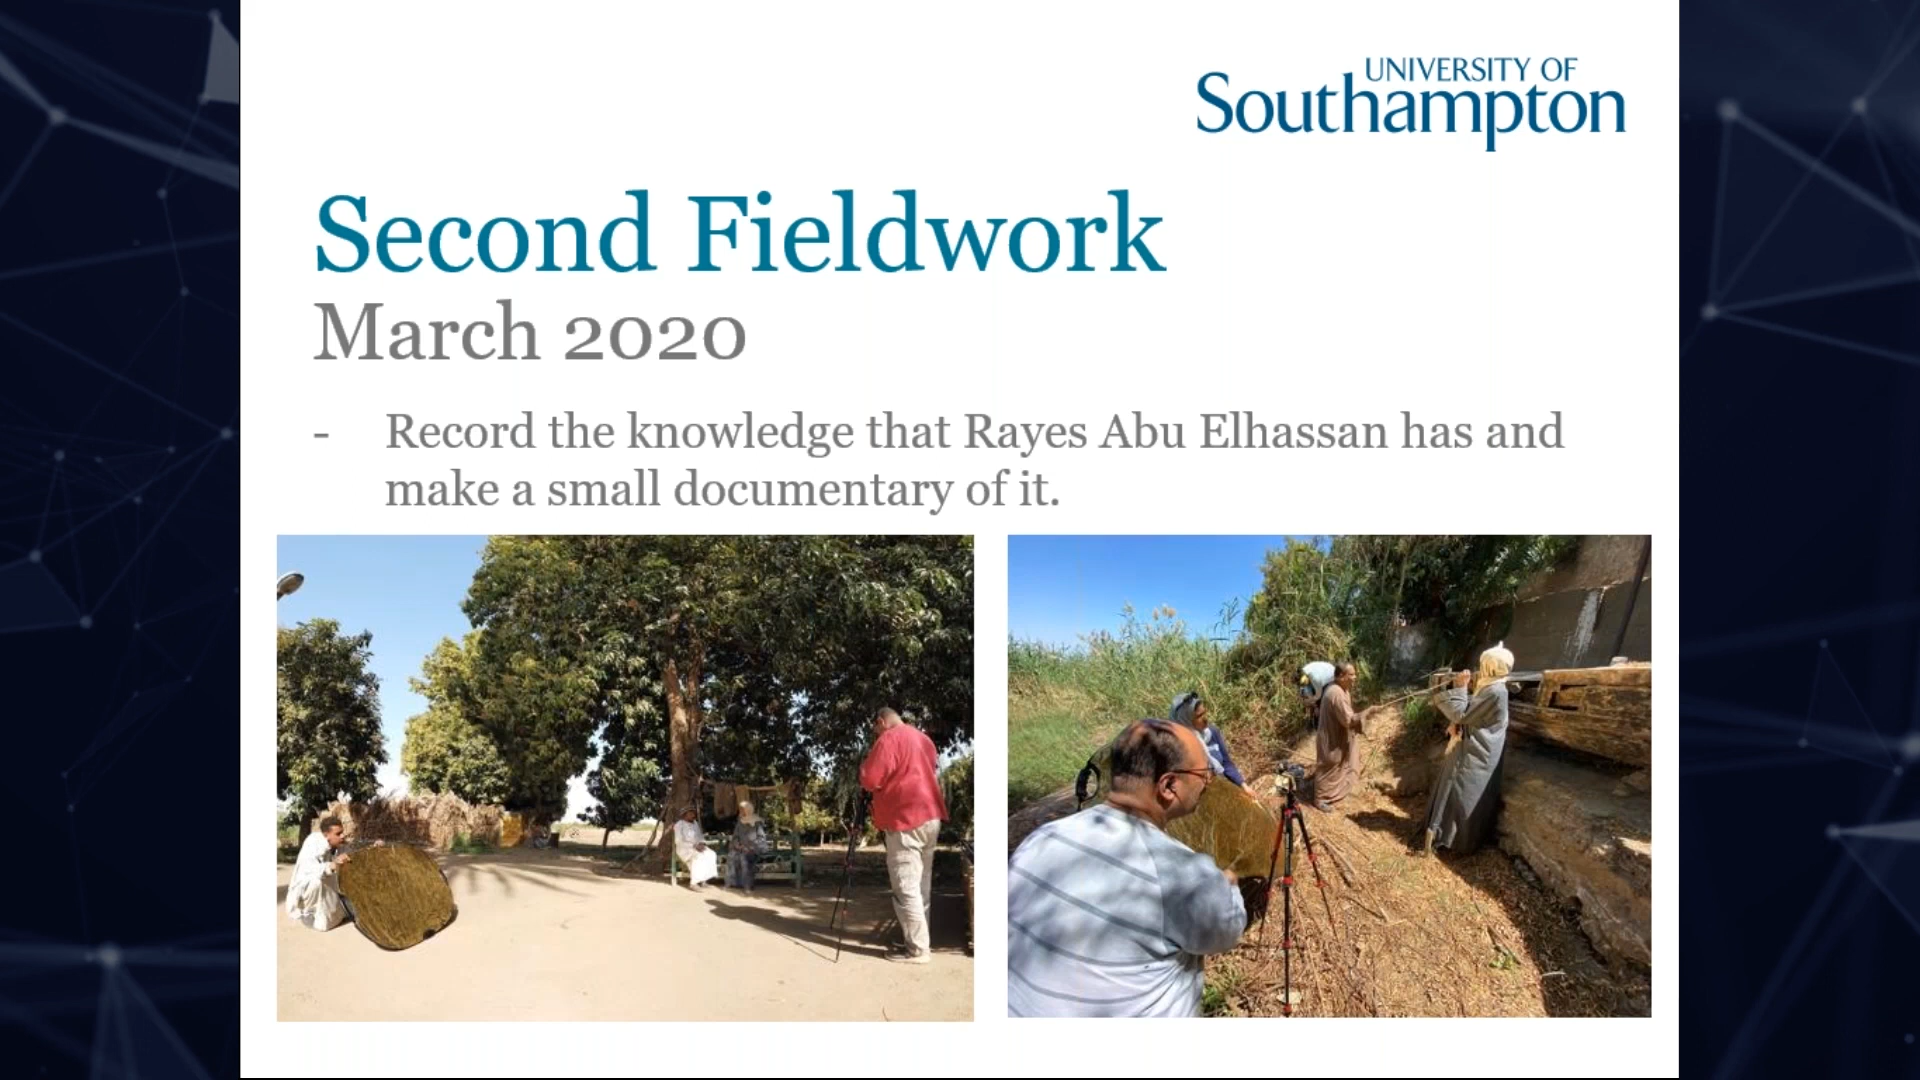 UNIVERSITY OF
Southampton
Second Fieldwork
March 2020
- Record the knowledge that Rayes Abu Elhassan has and
make a small documentary of it.